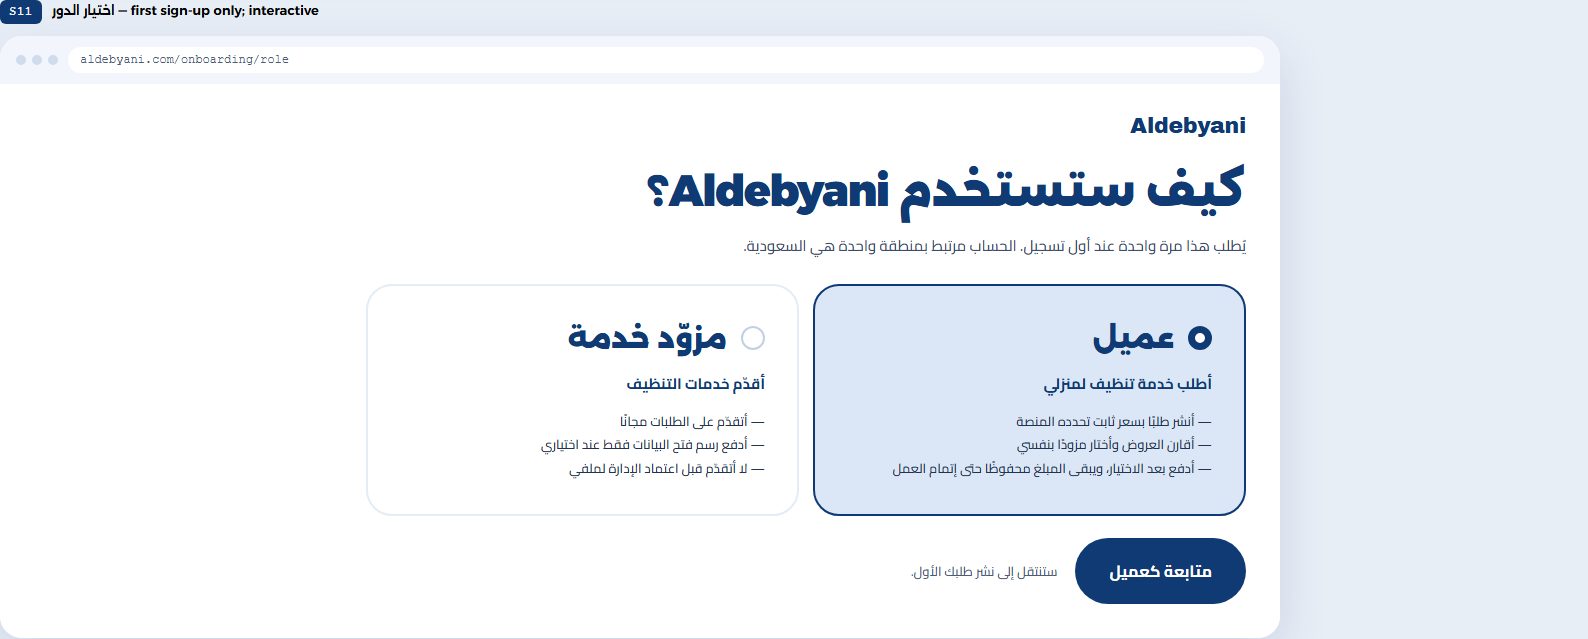 S11 اختيار الدور — first sign-up only; interactive
aldebyani.com/onboarding/role
Aldebyani
كيف ستستخدم Aldebyani؟
يُطلب هذا مرة واحدة عند أول تسجيل. الحساب مرتبط بمنطقة واحدة هي السعودية.
عميل
أطلب خدمة تنظيف لمنزلي
— أنشر طلبًا بسعر ثابت تحدده المنصة
— أقارن العروض وأختار مزودًا بنفسي
— أدفع بعد الاختيار، ويبقى المبلغ محفوظًا حتى إتمام العمل
مزوّد خدمة
أقدّم خدمات التنظيف
— أتقدّم على الطلبات مجانًا
— أدفع رسم فتح البيانات فقط عند اختياري
— لا أتقدّم قبل اعتماد الإدارة لملفي
متابعة كعميل
ستنتقل إلى نشر طلبك الأول.